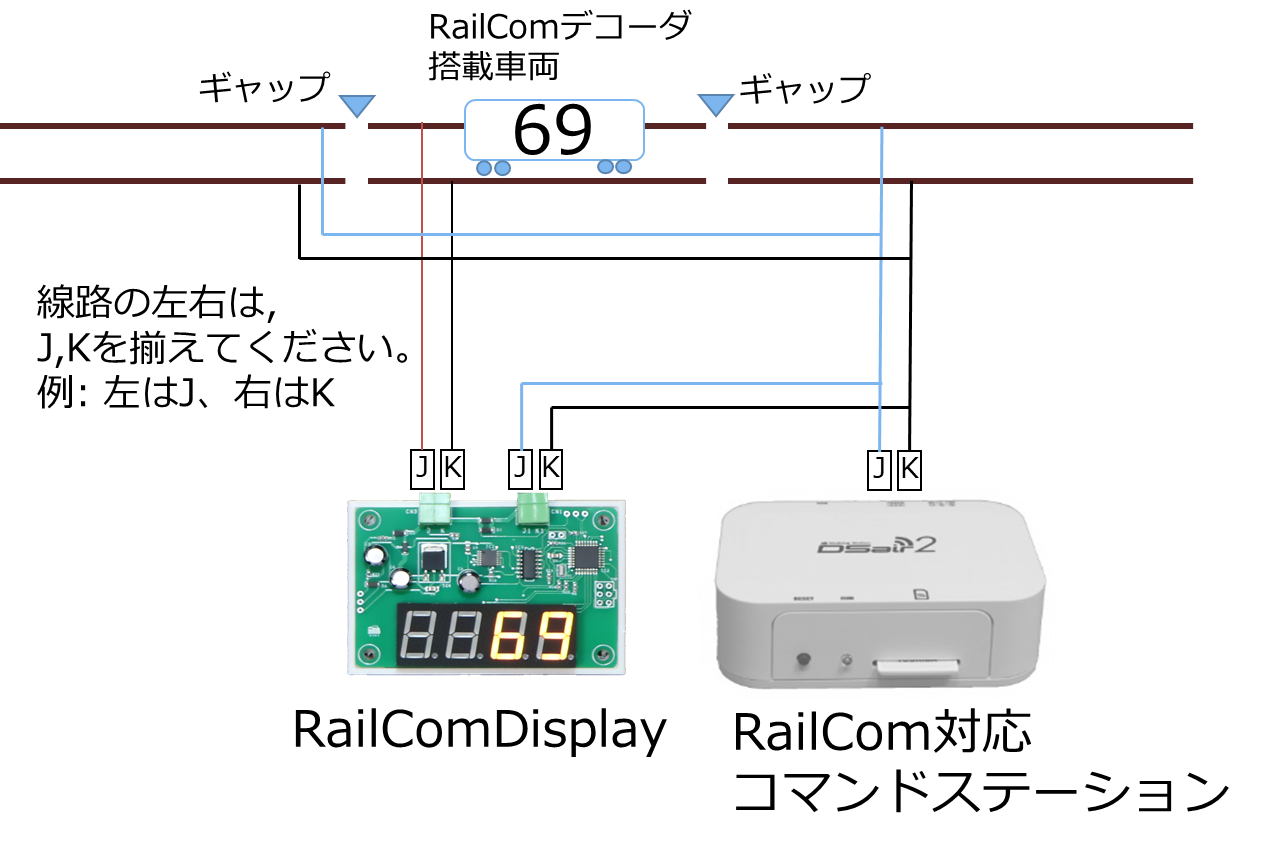 RailComデコーダ
搭載車両
ギャップ
ギャップ
69
線路の左右は,
J,Kを揃えてください。
例: 左はJ、右はK
J K J K
J K
DSair2
RESET
69
RailComDisplay
RailCom対応
コマンドステーション